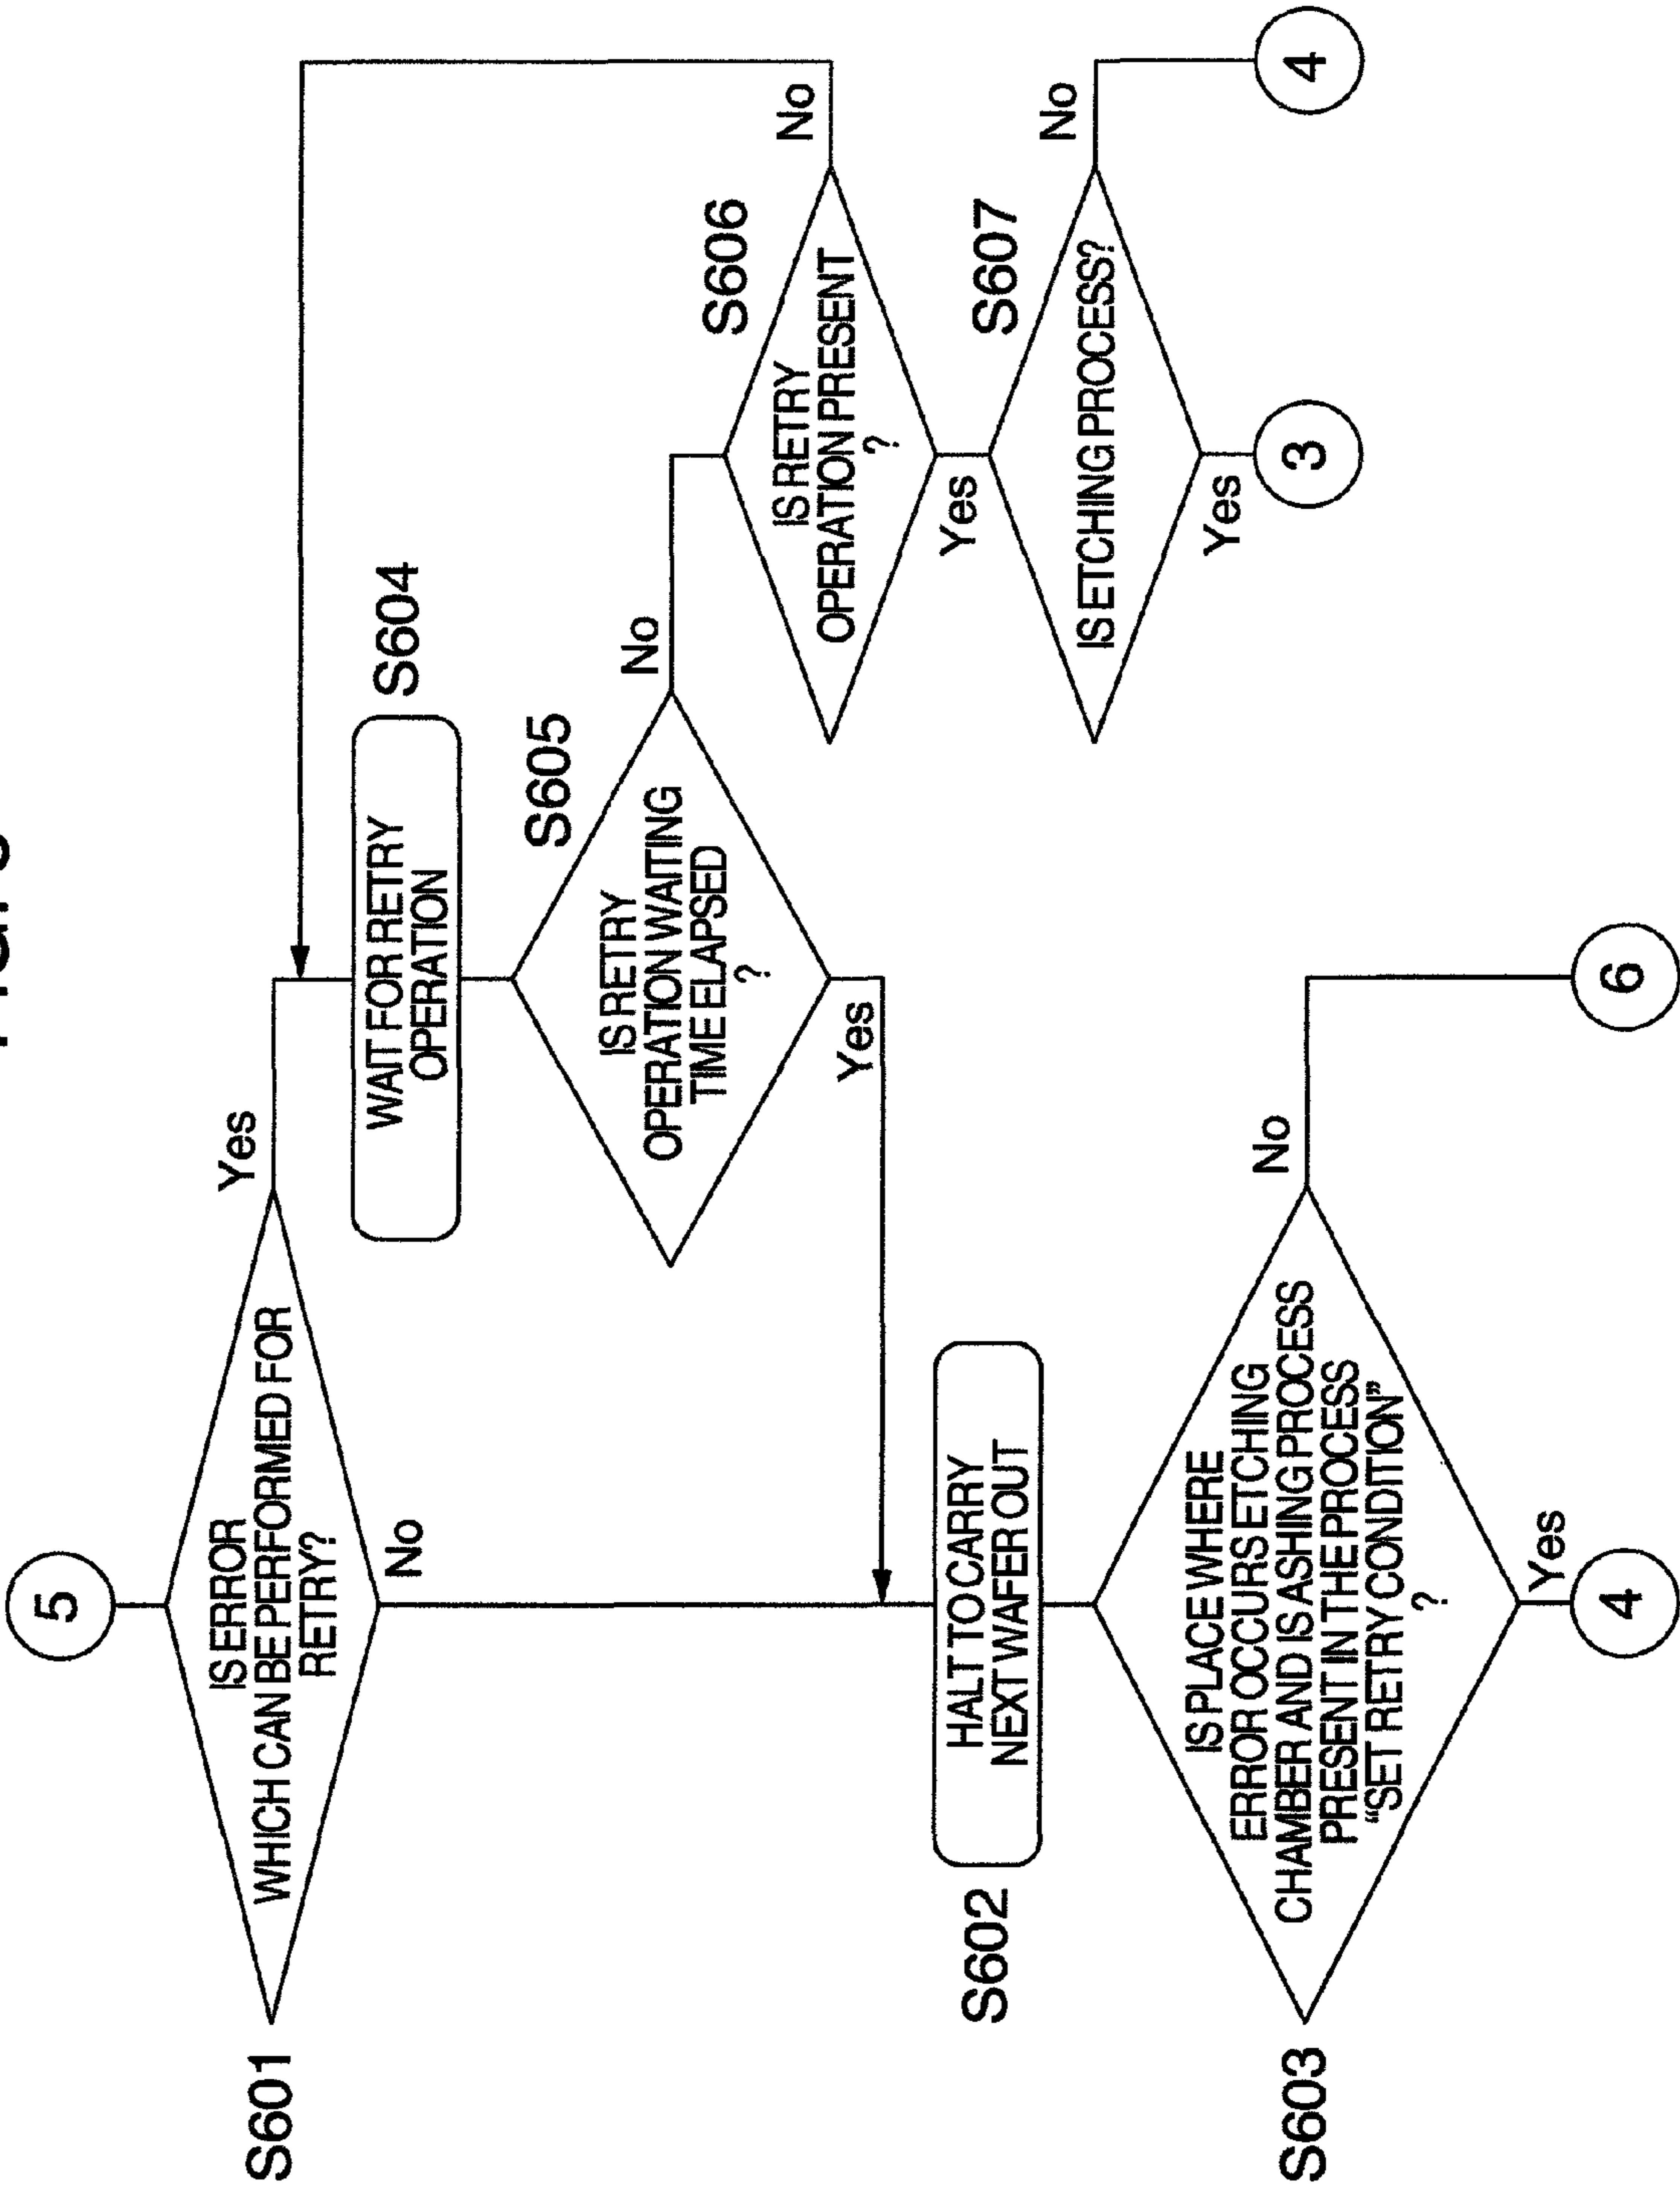 5
S601
IS ERROR
WHICH CAN BE PERFORMED FOR
RETRY?
Yes
No
WAIT FOR RETRY
OPERATION
S604
S605
IS RETRY
OPERATION WAITING
TIME ELAPSED
?
No
Yes
S606
IS RETRY
OPERATION PRESENT
?
No
Yes
S607
IS ETCHING PROCESS?
No
Yes
3
4
S602
HALT TO CARRY
NEXT WAFER OUT
S603
IS PLACE WHERE
ERROR OCCURS ETCHING
CHAMBER AND IS ASHING PROCESS
PRESENT IN THE PROCESS
“SET RETRY CONDITION”
?
No
Yes
4
6